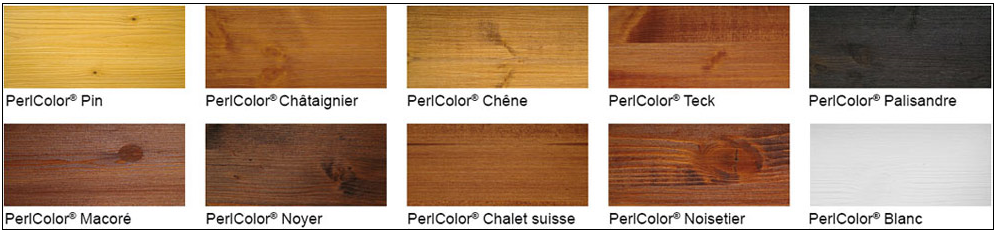 PerlColor® Pin
PerlColor® Châtaignier
PerlColor® Chêne
PerlColor® Teck
PerlColor® Palisandre
PerlColor® Macoré
PerlColor® Noyer
PerlColor® Chalet suisse
PerlColor® Noisetier
PerlColor® Blanc